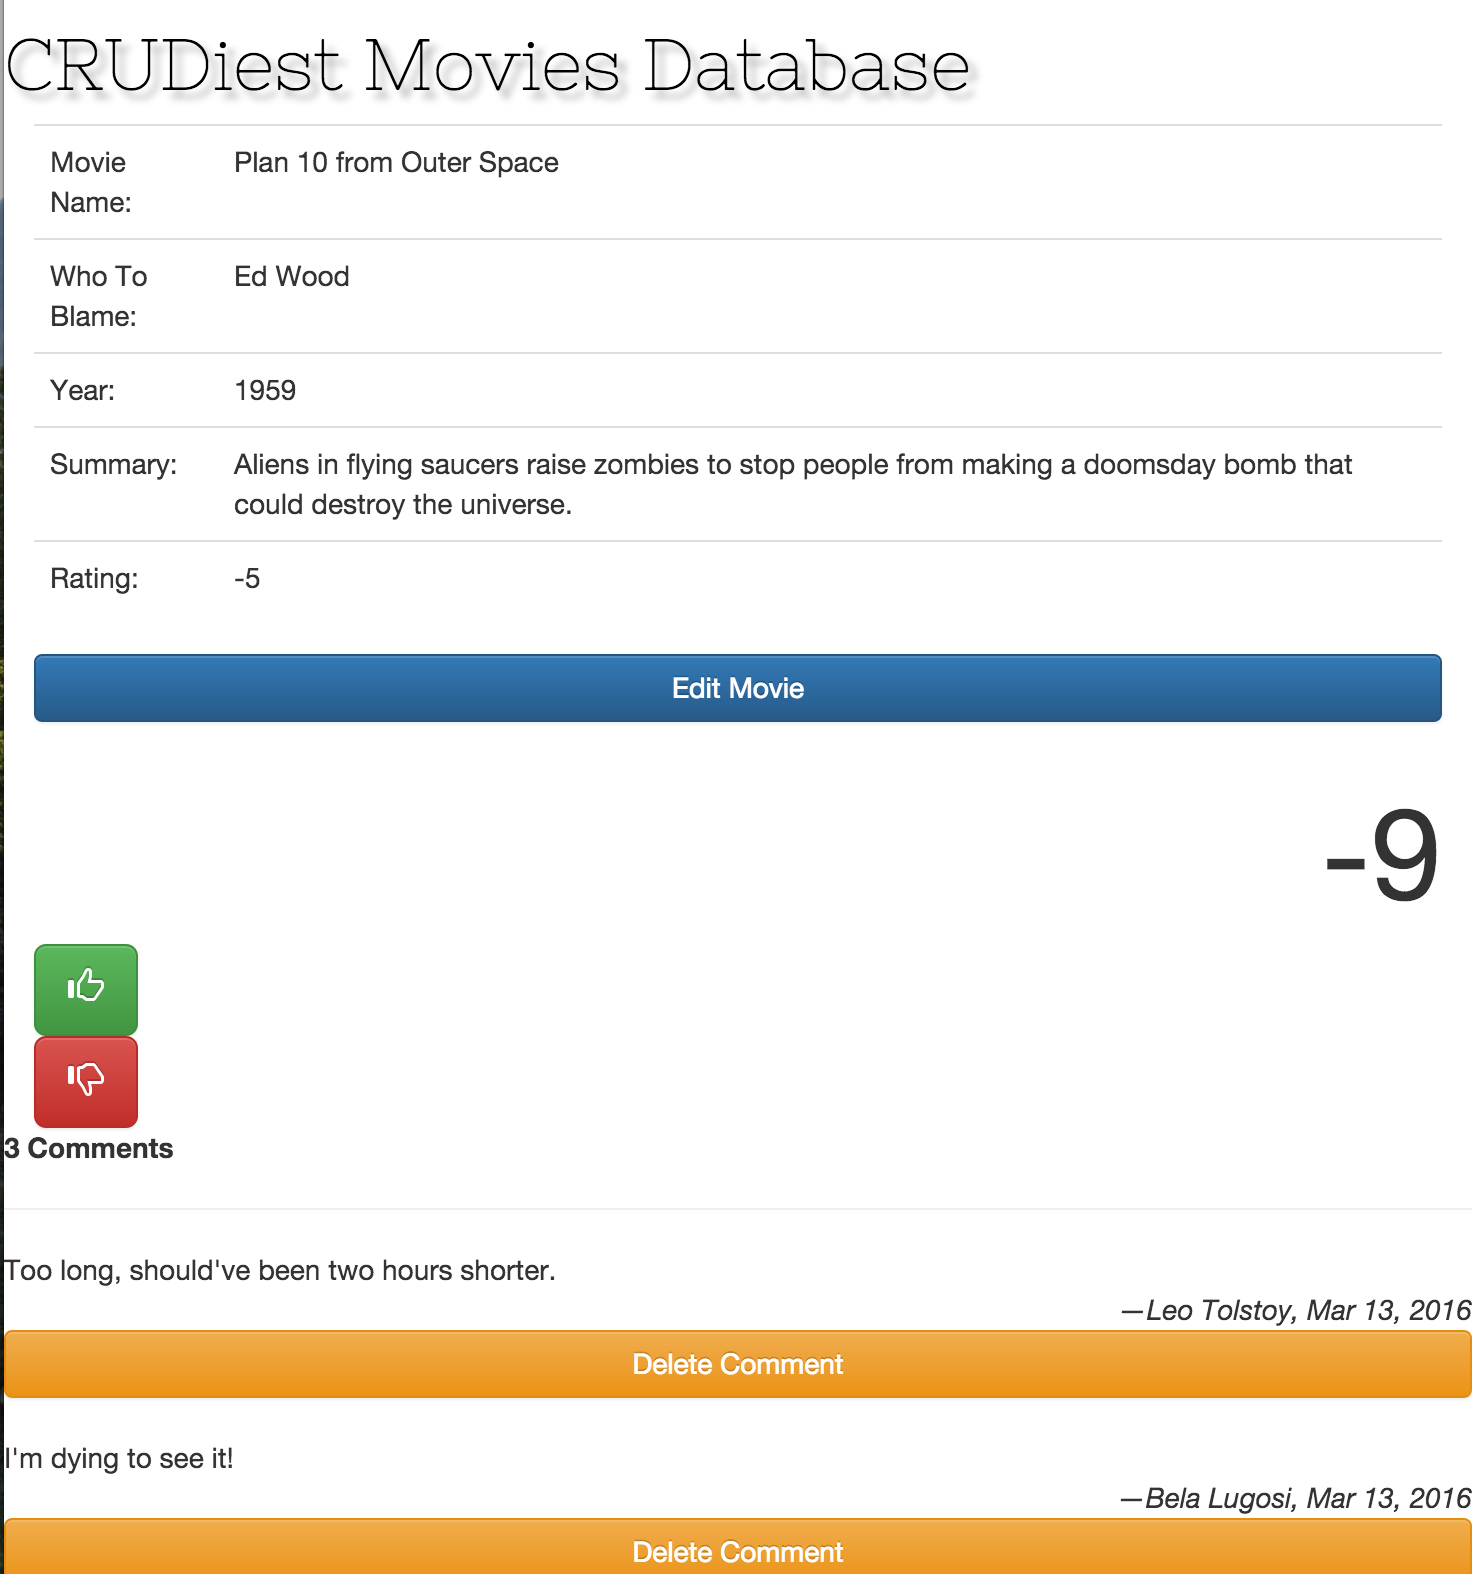 CRUDiest Movies Database
Movie Name: Plan 10 from Outer Space
Who To Blame: Ed Wood
Year: 1959
Summary: Aliens in flying saucers raise zombies to stop people from making a doomsday bomb that
could destroy the universe.
Rating: -5
Edit Movie
-9
3 Comments
Too long, should've been two hours shorter.
—Leo Tolstoy, Mar 13, 2016
Delete Comment
I'm dying to see it!
—Bela Lugosi, Mar 13, 2016
Delete Comment